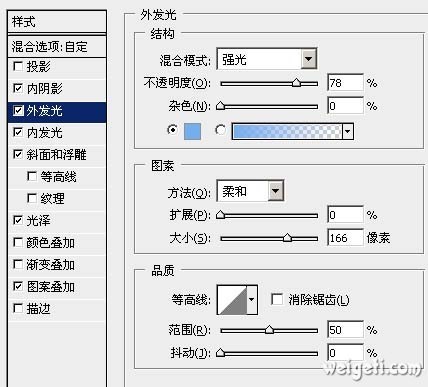 样式
混合选项:自定
投影
内阴影
外发光
内发光
斜面和浮雕
等高线
纹理
光泽
颜色叠加
渐变叠加
图案叠加
描边
外发光
结构
混合模式: 强光
不透明度(O): 78 %
杂色(N): 0 %
图素
方法(Q): 柔和
扩展(P): 0 %
大小(S): 166 像素
品质
等高线: 消除锯齿(L)
范围(R): 50 %
抖动(J): 0 %
weigeti.com